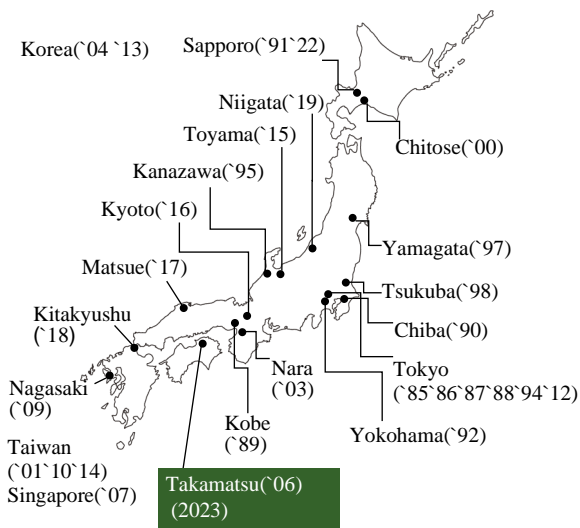 Korea(`04 `13)
Sapporo(`91`22)
Niigata(`19)
Toyama(`15)
Chitose(`00)
Kanazawa(`95)
Kyoto(`16)
Yamagata(`97)
Matsue(`17)
Tsukuba(`98)
Kitakyushu
(`18)
Chiba(`90)
Tokyo
(`85`86`87`88`94`12)
Nara
(`03)
Nagasaki
(`09)
Kobe
(`89)
Yokohama(`92)
Taiwan
(`01`10`14)
Singapore(`07)
Takamatsu(`06)
(2023)